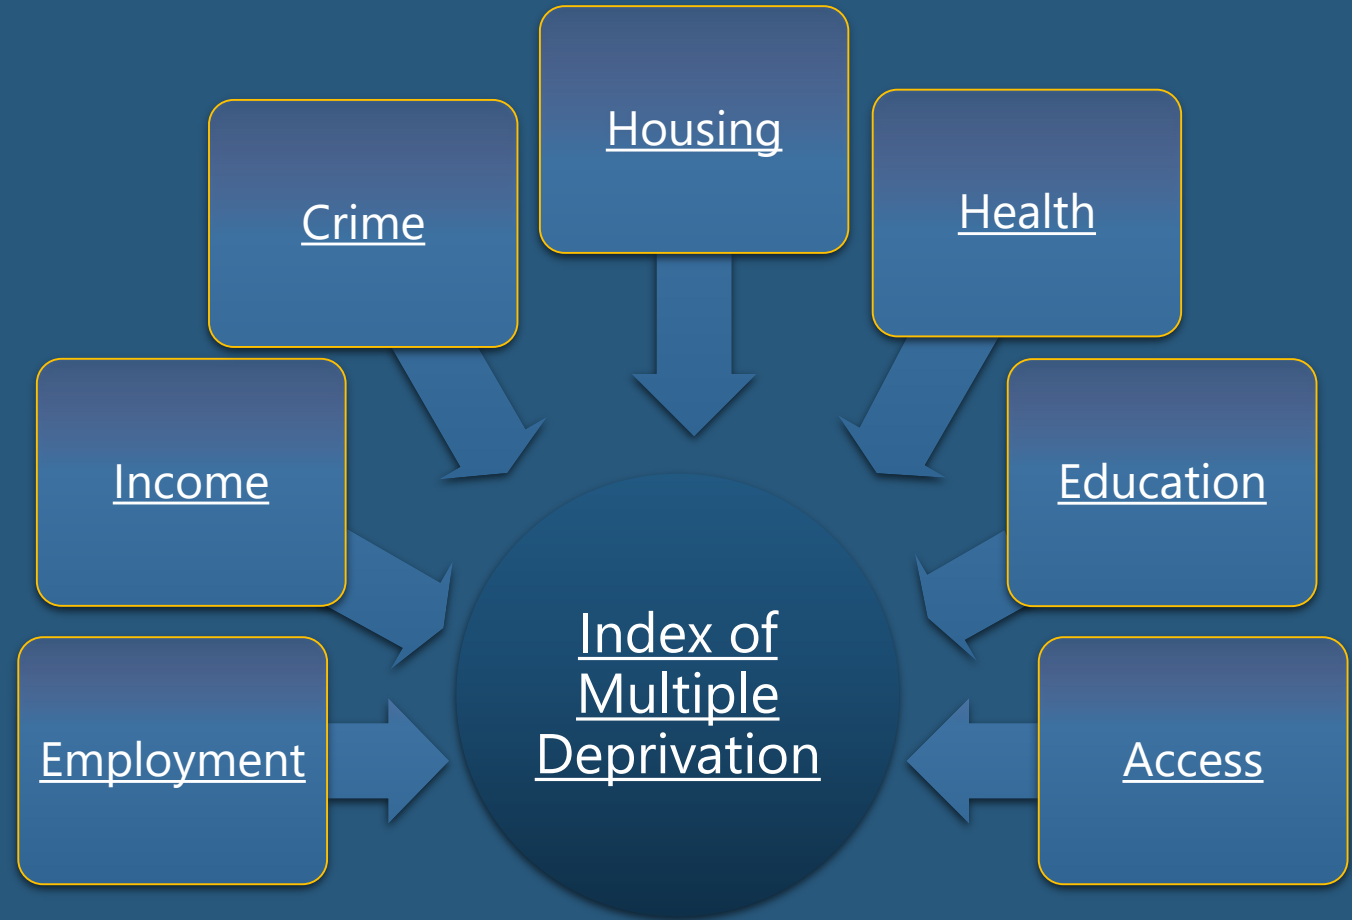 Housing
Health
Crime
Income
Education
Index of
Multiple
Deprivation
Employment
Access